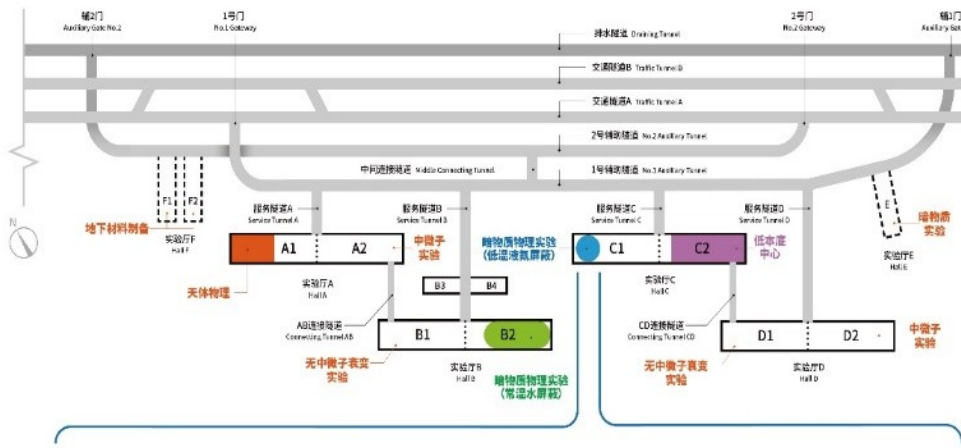 辅2门
Auxiliary Gate No.2
1号门
No.1 Gateway
2号门
No.2 Gateway
辅1门
Auxiliary Gate
排水隧道 Draining Tunnel
交通隧道B Traffic Tunnel B
交通隧道A Traffic Tunnel A
2号辅助隧道 No.2 Auxiliary Tunnel
中间连接隧道 Middle Connecting Tunnel
1号辅助隧道 No.1 Auxiliary Tunnel
N
F1
F2
地下材料制备
实验厅F
Hall F
服务隧道A
Service Tunnel A
服务隧道B
Service Tunnel B
服务隧道C
Service Tunnel C
服务隧道D
Service Tunnel D
E
暗物质
实验
实验厅E
Hall E
A1
A2
中微子
实验
天体物理
实验厅A
Hall A
暗物质物理实验
(低温液氮屏蔽)
C1
C2
低本底
中心
实验厅C
Hall C
B3
B4
AB连接隧道
Connecting Tunnel AB
B1
B2
无中微子衰变
实验
实验厅B
Hall B
暗物质物理实验
(常温水屏蔽)
CD连接隧道
Connecting Tunnel CD
D1
D2
中微子
实验
无中微子衰变
实验
实验厅D
Hall D